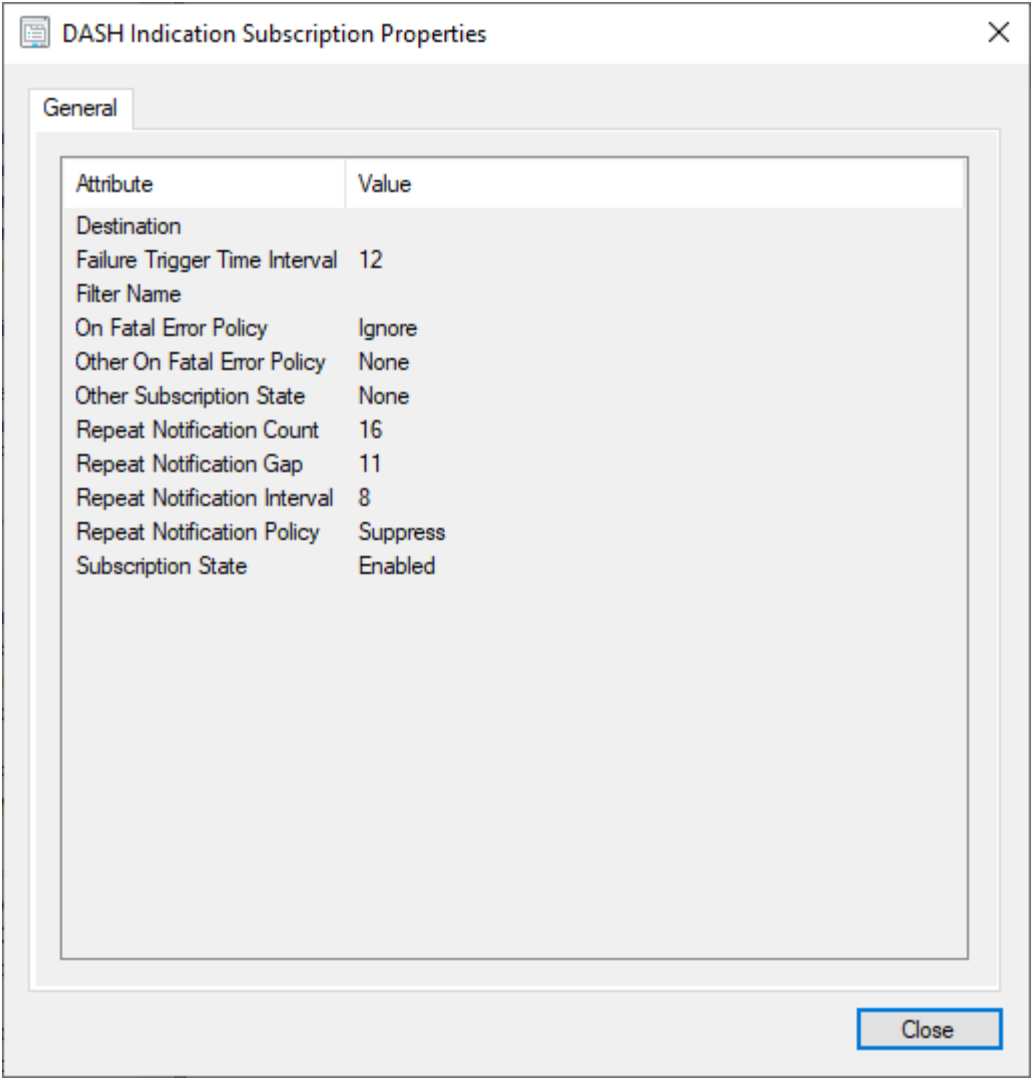 DASH Indication Subscription Properties
General
Attribute Value
Destination
Failure Trigger Time Interval 12
Filter Name
On Fatal Error Policy Ignore
Other On Fatal Error Policy None
Other Subscription State None
Repeat Notification Count 16
Repeat Notification Gap 11
Repeat Notification Interval 8
Repeat Notification Policy Suppress
Subscription State Enabled
Close